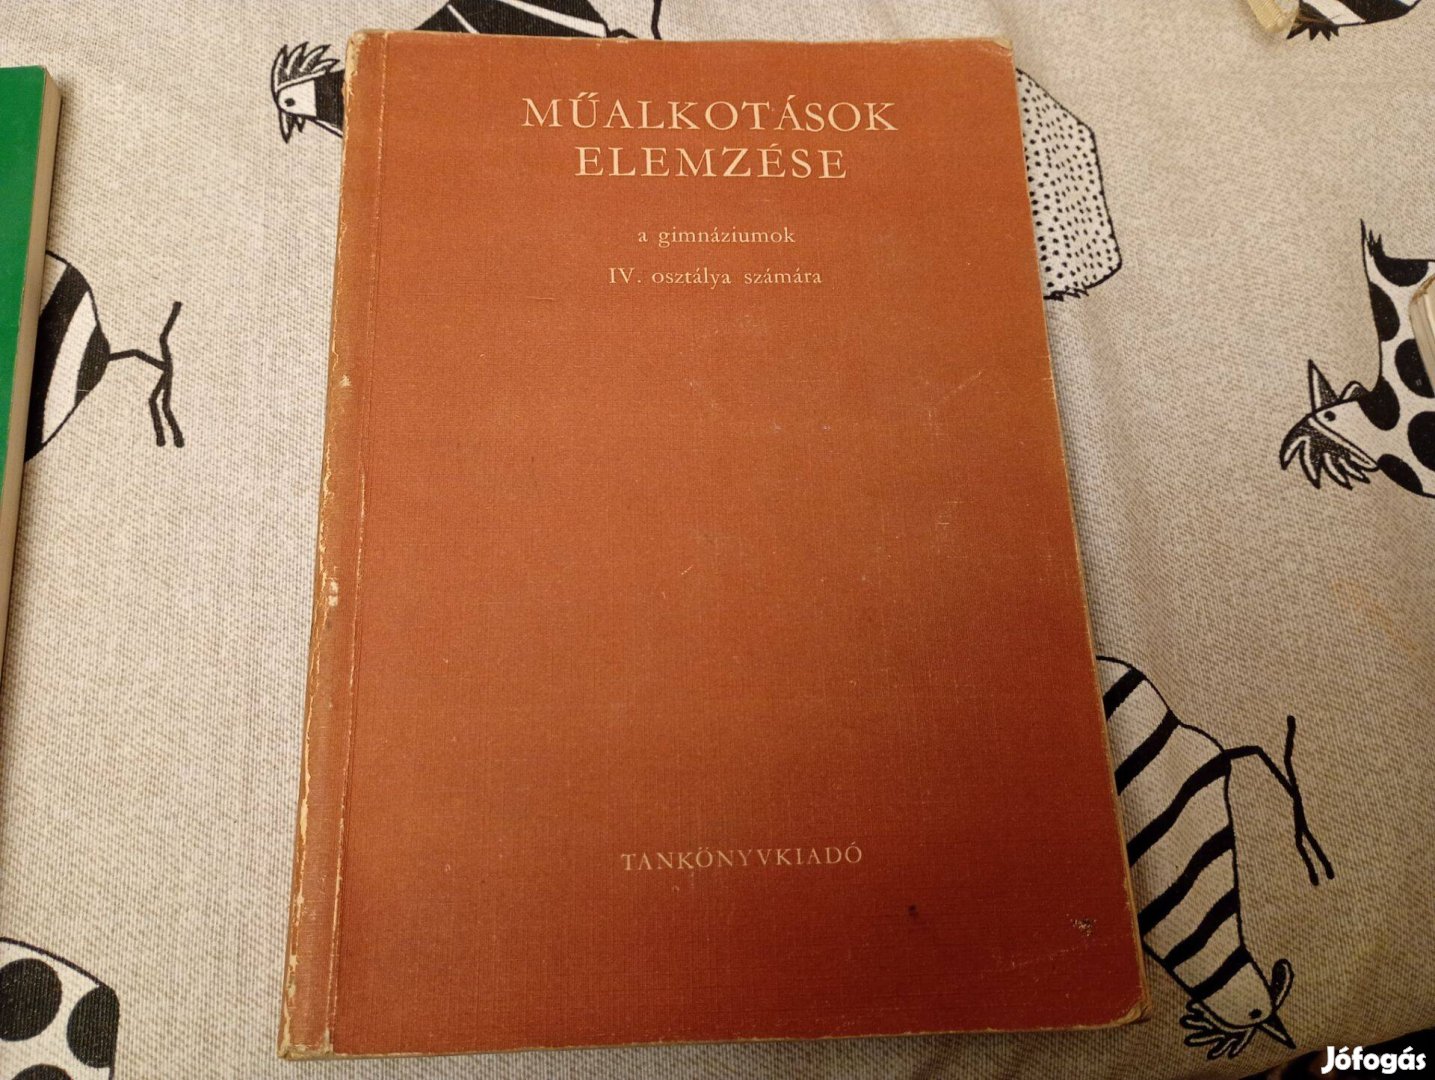 MŰALKOTÁSOK
ELEMZÉSE
a gimnáziumok
IV. osztálya számára
TANKÖNYVKIADÓ
Jófogás